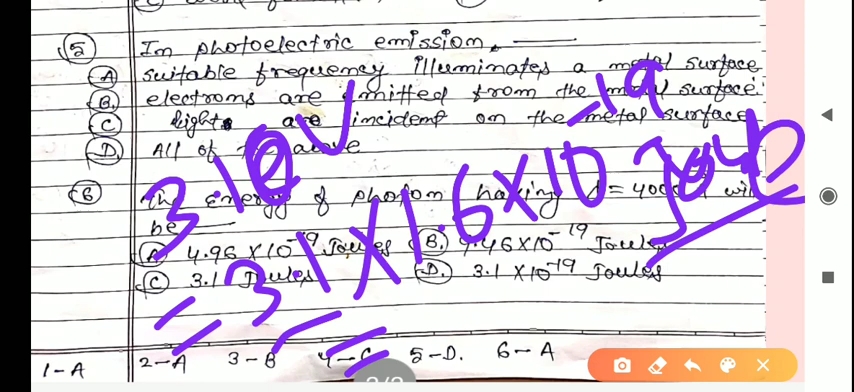 5 In photoelectric emission, ——
A suitable frequency illuminates a metal surface
B. electrons are emitted from the metal surface.
C light are incident on the metal surface
D. All of the above
6 The energy of photon having = 4000 will
be ——
A 4.96 X 10⁻¹⁹ Joules B. 9.46 X 10⁻¹⁹ Joules
C 3.1 Joules D. 3.1 X 10⁻¹⁹ Joules
3.1 eV
= 3.1 X 1.6 X 10⁻¹⁹ Joule
1-A 2-A 3-B 4-C 5-D. 6-A